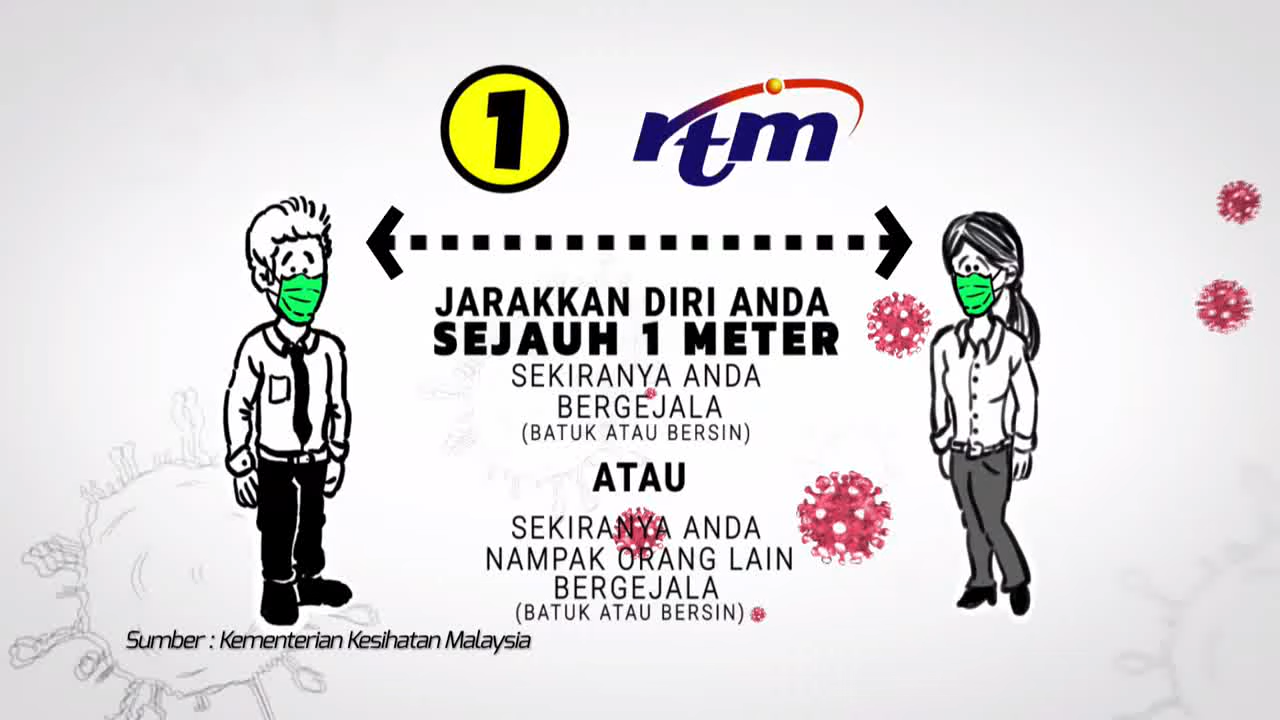 1
rtm
JARAKKAN DIRI ANDA
SEJAUH 1 METER
SEKIRANYA ANDA
BERGEJALA
(BATUK ATAU BERSIN)
ATAU
SEKIRANYA ANDA
NAMPAK ORANG LAIN
BERGEJALA
(BATUK ATAU BERSIN)
Sumber : Kementerian Kesihatan Malaysia